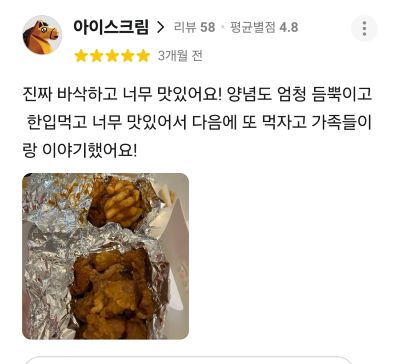 아이스크림 > 리뷰 58 · 평균별점 4.8
★★★★★ 3개월 전
진짜 바삭하고 너무 맛있어요! 양념도 엄청 듬뿍이고
한입먹고 너무 맛있어서 다음에 또 먹자고 가족들이
랑 이야기했어요!